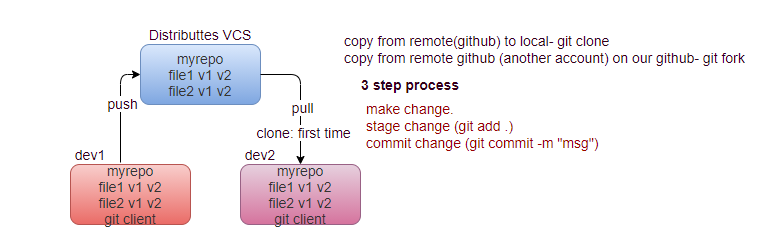 Distributtes VCS
myrepo
file1 v1 v2
file2 v1 v2
push
pull
clone: first time
dev1
myrepo
file1 v1 v2
file2 v1 v2
git client
dev2
myrepo
file1 v1 v2
file2 v1 v2
git client
copy from remote(github) to local- git clone
copy from remote github (another account) on our github- git fork
3 step process
make change.
stage change (git add .)
commit change (git commit -m "msg")